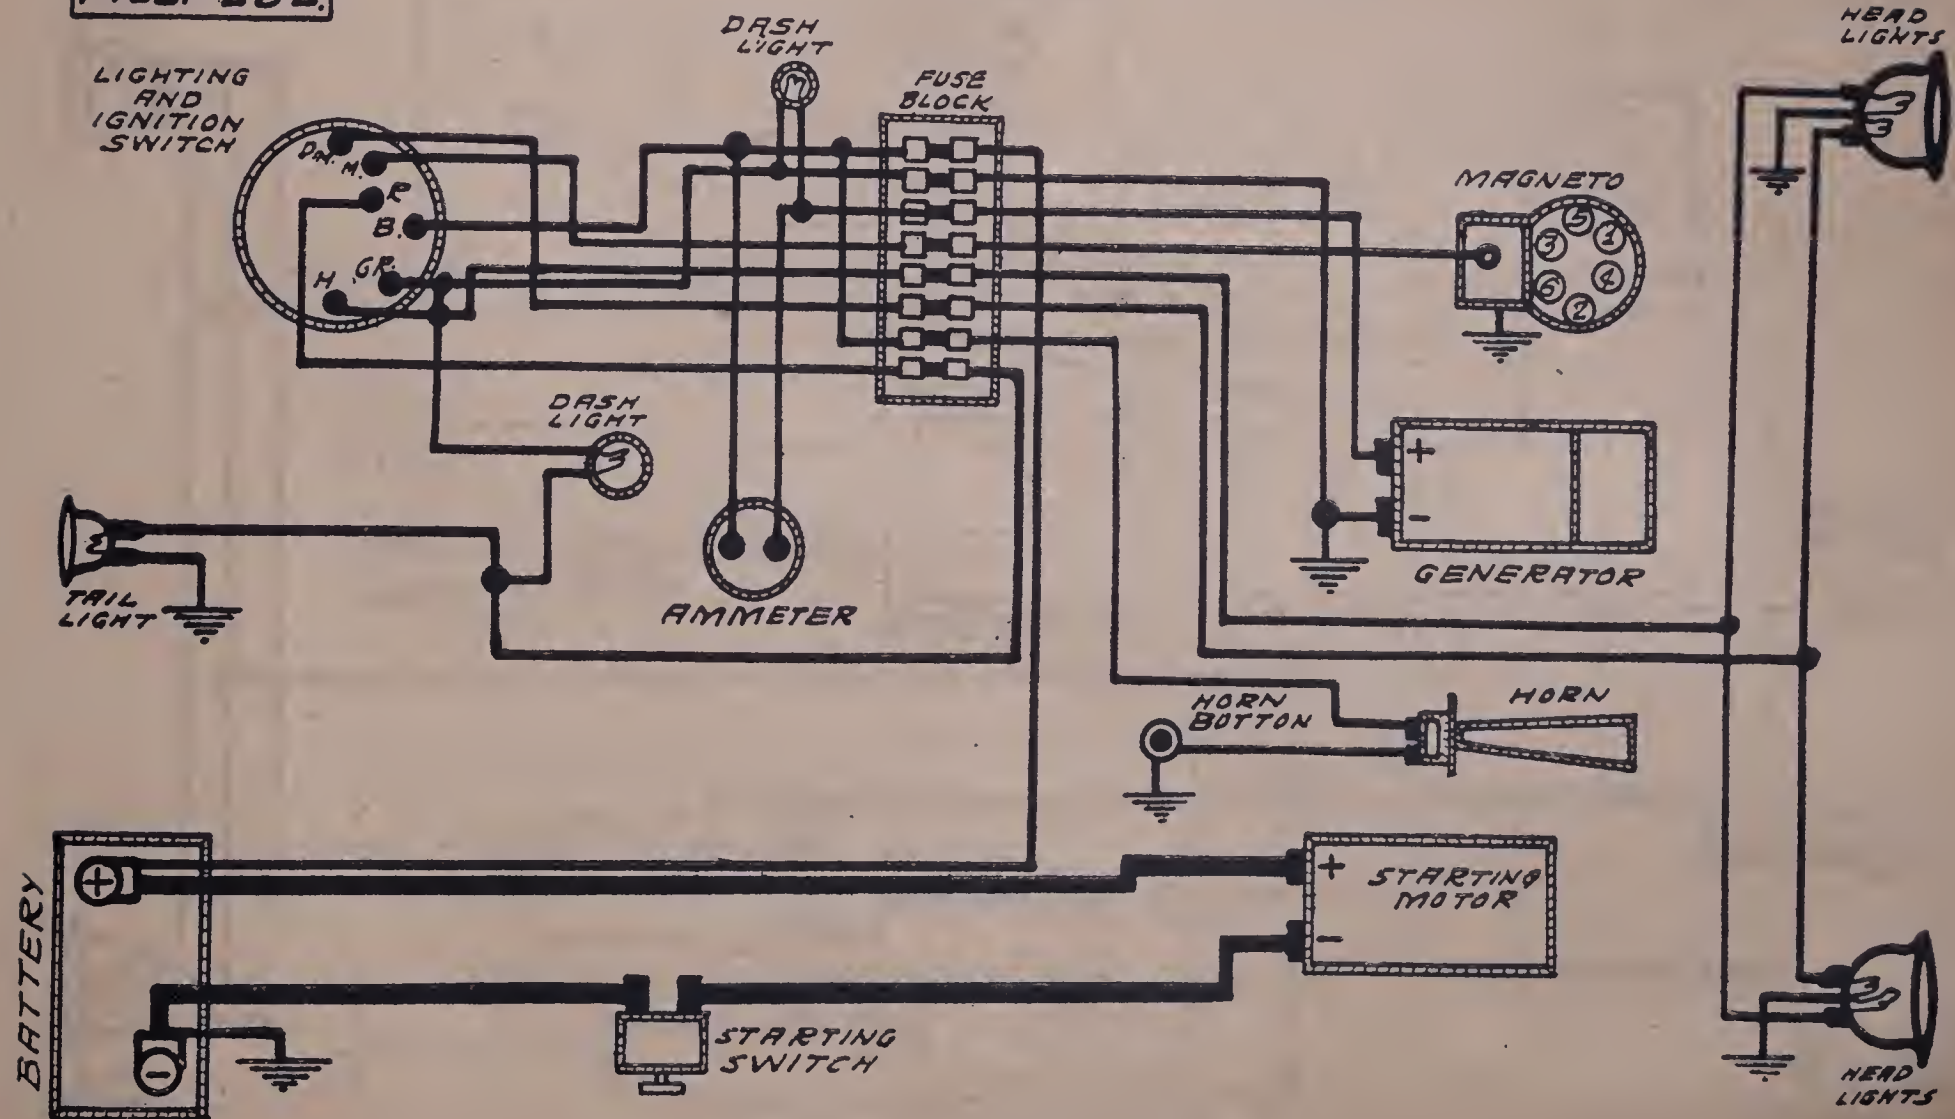 DASH
LIGHT
HEAD
LIGHTS
LIGHTING
AND
IGNITION
SWITCH
FUSE
BLOCK
DM.
M.
R
B.
GR.
H
MAGNETO
5
1
3
4
6
2
DASH
LIGHT
+
-
GENERATOR
TAIL
LIGHT
AMMETER
HORN
BUTTON
HORN
BATTERY
+
-
+
-
STARTING
MOTOR
STARTING
SWITCH
HEAD
LIGHTS